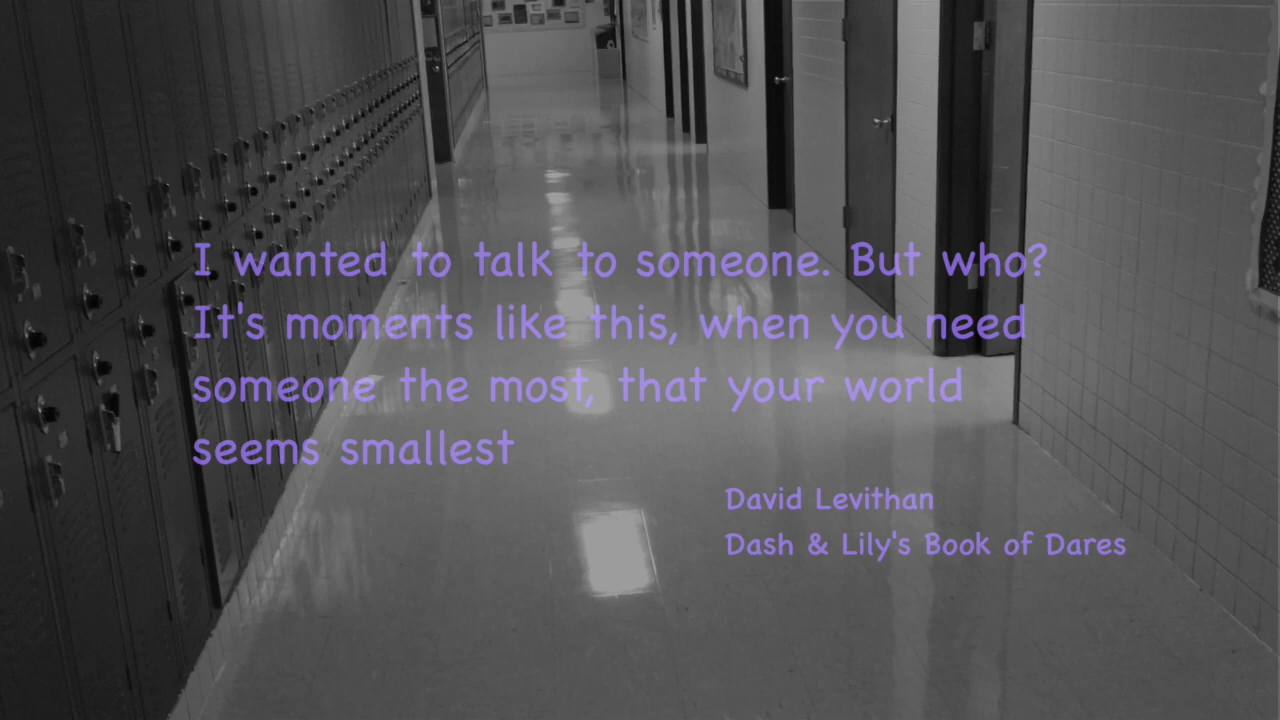 I wanted to talk to someone. But who?
It's moments like this, when you need
someone the most, that your world
seems smallest
David Levithan
Dash & Lily's Book of Dares